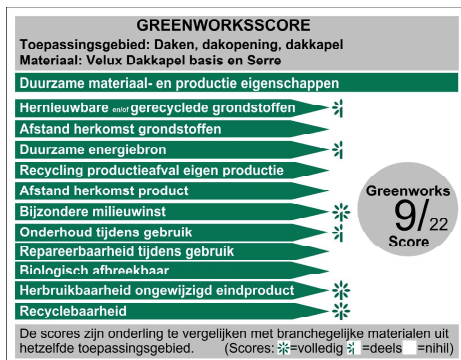 GREENWORKSSCORE
Toepassingsgebied: Daken, dakopening, dakkapel
Materiaal: Velux Dakkapel basis en Serre
Duurzame materiaal- en productie eigenschappen
Hernieuwbare en/of gerecyclede grondstoffen
Afstand herkomst grondstoffen
Duurzame energiebron
Recycling productieafval eigen productie
Afstand herkomst product
Bijzondere milieuwinst
Onderhoud tijdens gebruik
Repareerbaarheid tijdens gebruik
Biologisch afbreekbaar
Herbruikbaarheid ongewijzigd eindproduct
Recyclebaarheid
Greenworks
9/22
Score
De scores zijn onderling te vergelijken met branchegelijke materialen uit
hetzelfde toepassingsgebied. (Scores: =volledig =deels =nihil)